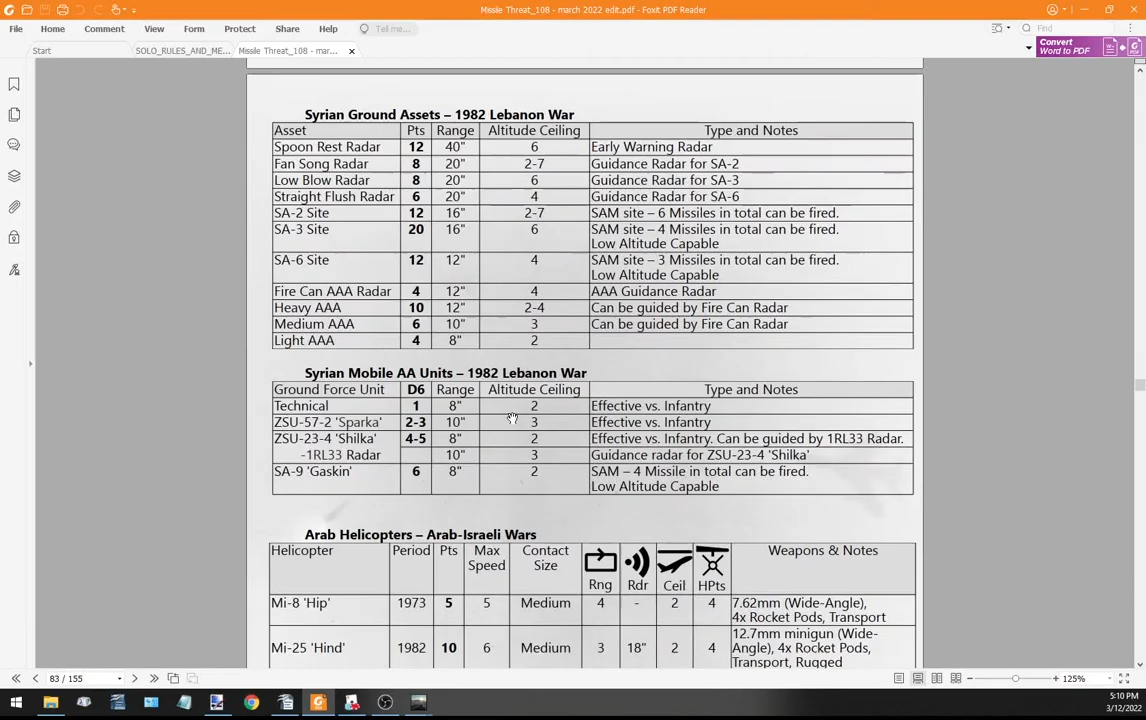 Missile Threat_108 - march 2022 edit.pdf - Foxit PDF Reader
File Home Comment View Form Protect Share Help Tell me... Find
Start SOLO_RULES_AND_ME... Missile Threat_108 - mar... Convert Word to PDF
Syrian Ground Assets – 1982 Lebanon War
Asset Pts Range Altitude Ceiling Type and Notes
Spoon Rest Radar 12 40" 6 Early Warning Radar
Fan Song Radar 8 20" 2-7 Guidance Radar for SA-2
Low Blow Radar 8 20" 6 Guidance Radar for SA-3
Straight Flush Radar 6 20" 4 Guidance Radar for SA-6
SA-2 Site 12 16" 2-7 SAM site – 6 Missiles in total can be fired.
SA-3 Site 20 16" 6 SAM site – 4 Missiles in total can be fired.
Low Altitude Capable
SA-6 Site 12 12" 4 SAM site – 3 Missiles in total can be fired.
Low Altitude Capable
Fire Can AAA Radar 4 12" 4 AAA Guidance Radar
Heavy AAA 10 12" 2-4 Can be guided by Fire Can Radar
Medium AAA 6 10" 3 Can be guided by Fire Can Radar
Light AAA 4 8" 2
Syrian Mobile AA Units – 1982 Lebanon War
Ground Force Unit D6 Range Altitude Ceiling Type and Notes
Technical 1 8" 2 Effective vs. Infantry
ZSU-57-2 'Sparka' 2-3 10" 3 Effective vs. Infantry
ZSU-23-4 'Shilka' 4-5 8" 2 Effective vs. Infantry. Can be guided by 1RL33 Radar.
-1RL33 Radar 10" 3 Guidance radar for ZSU-23-4 'Shilka'
SA-9 'Gaskin' 6 8" 2 SAM – 4 Missile in total can be fired.
Low Altitude Capable
Arab Helicopters – Arab-Israeli Wars
Helicopter Period Pts Max Speed Contact Size Rng Rdr Ceil HPts Weapons & Notes
Mi-8 'Hip' 1973 5 5 Medium 4 - 2 4 7.62mm (Wide-Angle),
4x Rocket Pods, Transport
Mi-25 'Hind' 1982 10 6 Medium 3 18" 2 4 12.7mm minigun (Wide-
Angle), 4x Rocket Pods,
Transport, Rugged
83 / 155 125%
5:10 PM
3/12/2022